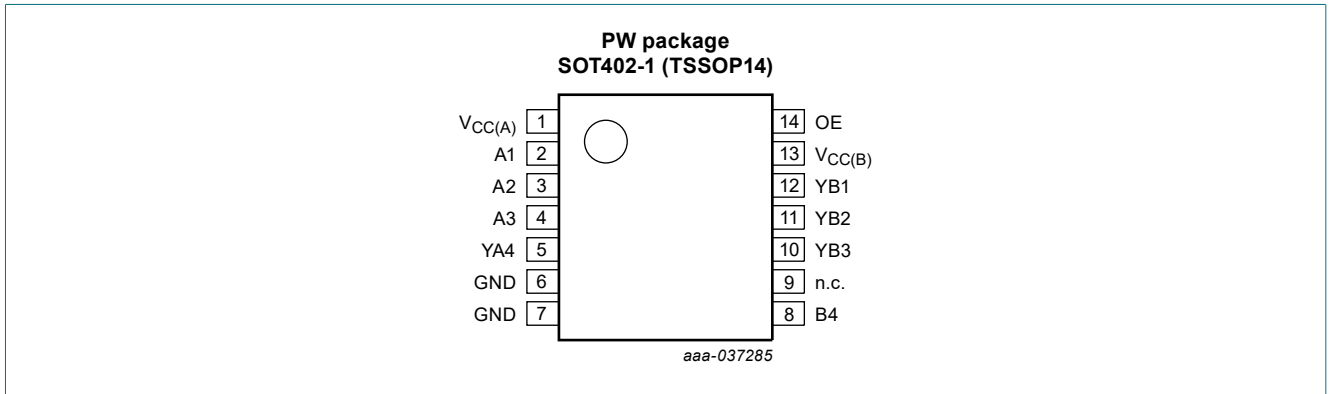 PW package
SOT402-1 (TSSOP14)
VCC(A) 1 14 OE
A1 2 13 VCC(B)
A2 3 12 YB1
A3 4 11 YB2
YA4 5 10 YB3
GND 6 9 n.c.
GND 7 8 B4
aaa-037285